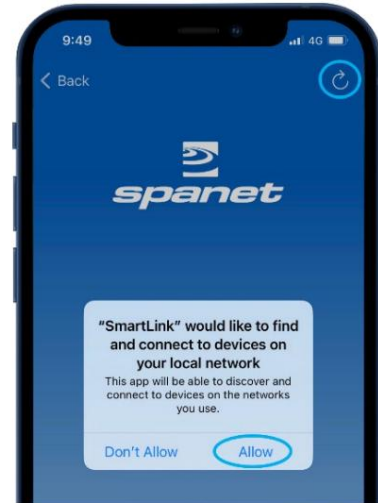 9:49
4G
Back
spanet
"SmartLink" would like to find
and connect to devices on
your local network
This app will be able to discover and
connect to devices on the networks
you use.
Don't Allow
Allow